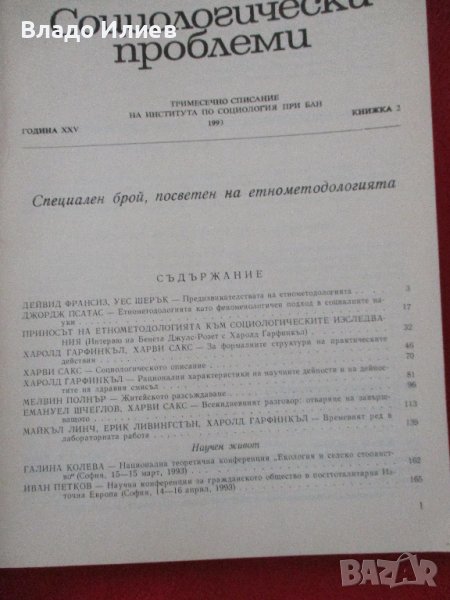 Владо Илиев
Социологически
проблеми
ТРИМЕСЕЧНО СПИСАНИЕ
НА ИНСТИТУТА ПО СОЦИОЛОГИЯ ПРИ БАН
ГОДИНА XXV
1993
КНИЖКА 2
Специален брой, посветен на етнометодологията
СЪДЪРЖАНИЕ
ДЕЙВИД ФРАНСИЗ, УЕС ШЕРЪК — Предизвикателствата на етнометодологията 3
ДЖОРДЖ ПСАТАС — Етнометодологията като феноменологичен подход в социалните на-
уки 17
ПРИНОСЪТ НА ЕТНОМЕТОДОЛОГИЯТА КЪМ СОЦИОЛОГИЧЕСКИТЕ ИЗСЛЕДВА-
НИЯ (Интервю на Бенета Джулс-Розет с Харолд Гарфинкъл) 32
ХАРОЛД ГАРФИНКЪЛ, ХАРВИ САКС — За формалните структури на практическите
действия 46
ХАРВИ САКС — Социологическото описание 70
ХАРОЛД ГАРФИНКЪЛ — Рационални характеристики на научните дейности и на дейнос-
тите на здравия смисъл 81
МЕЛВИН ПОЛНЪР — Житейското разсъждаване 96
ЕМАНУЕЛ ШЧЕГЛОВ, ХАРВИ САКС — Всекидневният разговор: отваряне на завърш-
ващото 113
МАЙКЪЛ ЛИНЧ, ЕРИК ЛИВИНГСТЪН, ХАРОЛД ГАРФИНКЪЛ — Временният ред в
лабораторната работа 139
Научен живот
ГАЛИНА КОЛЕВА — Национална теоретична конференция „Екология и селско стопанст-
во“ (София, 15—15 март, 1993) 162
ИВАН ПЕТКОВ — Научна конференция за гражданското общество в посттоталитарна Из-
точна Европа (София, 14—16 април, 1993) 165
1
BAZAR